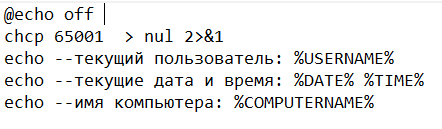 @echo off
chcp 65001  > nul 2>&1
echo --текущий пользователь: %USERNAME%
echo --текущие дата и время: %DATE% %TIME%
echo --имя компьютера: %COMPUTERNAME%